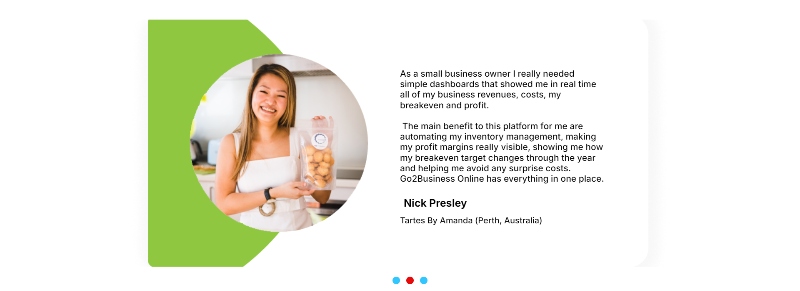 As a small business owner I really needed
simple dashboards that showed me in real time
all of my business revenues, costs, my
breakeven and profit.
The main benefit to this platform for me are
automating my inventory management, making
my profit margins really visible, showing me how
my breakeven target changes through the year
and helping me avoid any surprise costs.
Go2Business Online has everything in one place.
Nick Presley
Tartes By Amanda (Perth, Australia)